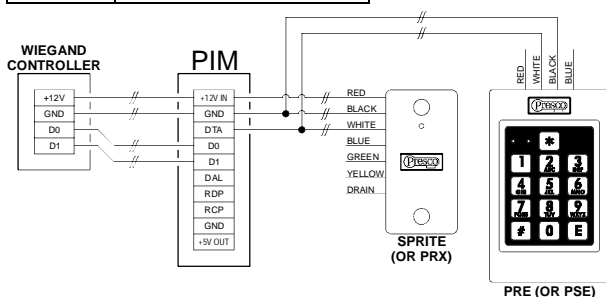 WIEGAND
CONTROLLER
+12V
GND
D0
D1
PIM
+12V IN
GND
DTA
D0
D1
DAL
RDP
RCP
GND
+5V OUT
RED
BLACK
WHITE
BLUE
GREEN
YELLOW
DRAIN
Presco
SPRITE
(OR PRX)
RED
WHITE
BLACK
BLUE
Presco
*
1 2 3
ABC DEF
4 5 6
GHI JKL MNO
7 8 9
TUV
# 0 E
PRE (OR PSE)